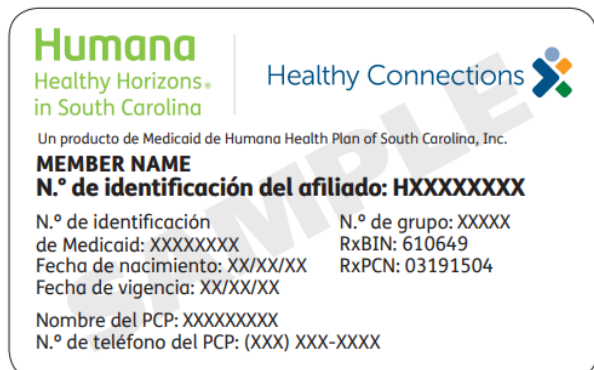 Humana
Healthy Horizons®
in South Carolina
Healthy Connections
Un producto de Medicaid de Humana Health Plan of South Carolina, Inc.
MEMBER NAME
N.º de identificación del afiliado: HXXXXXXXX
N.º de identificación
de Medicaid: XXXXXXXX
Fecha de nacimiento: XX/XX/XX
Fecha de vigencia: XX/XX/XX
N.º de grupo: XXXXX
RxBIN: 610649
RxPCN: 03191504
Nombre del PCP: XXXXXXXXX
N.º de teléfono del PCP: (XXX) XXX-XXXX
SAMPLE